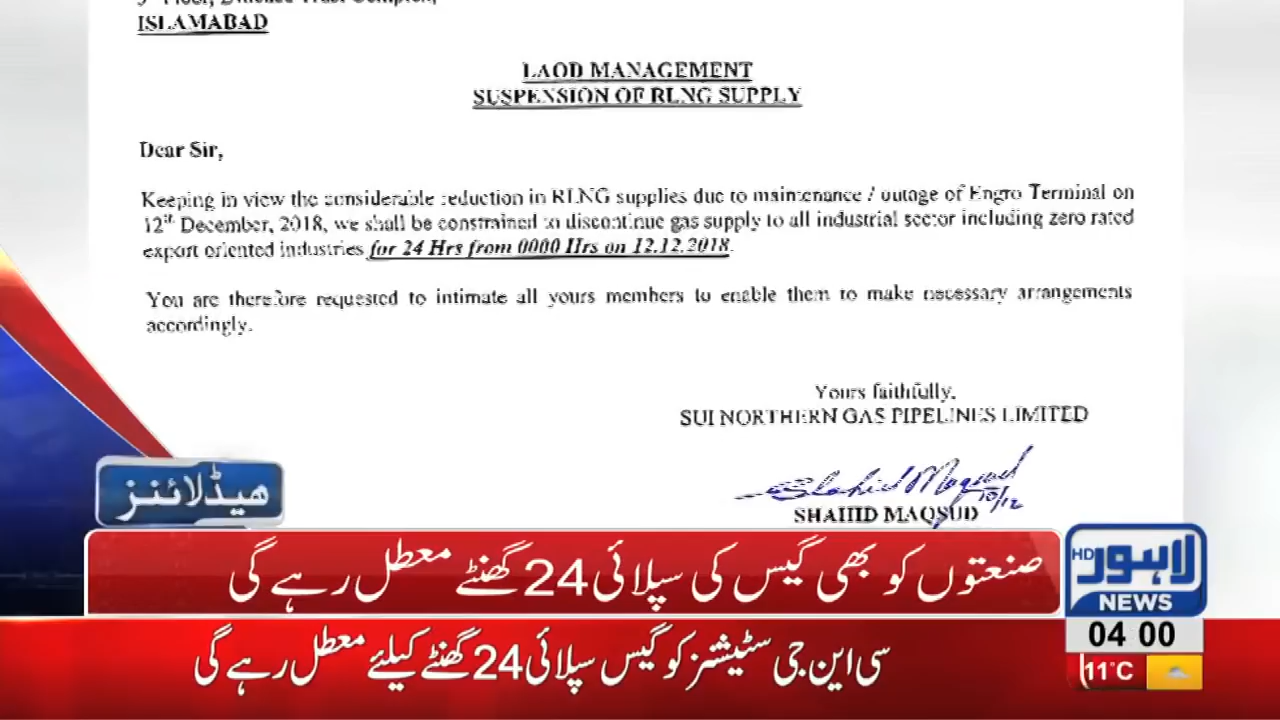 ISLAMABAD
LAOD MANAGEMENT
SUSPENSION OF RLNG SUPPLY
Dear Sir,
Keeping in view the considerable reduction in RLNG supplies due to maintenance / outage of Engro Terminal on
12th December, 2018, we shall be constrained to discontinue gas supply to all industrial sector including zero rated
export oriented industries for 24 Hrs from 0000 Hrs on 12.12.2018.
You are therefore requested to intimate all yours members to enable them to make necessary arrangements
accordingly.
Yours faithfully,
SUI NORTHERN GAS PIPELINES LIMITED
Shahid Maqsud
10/12
SHAHID MAQSUD
ہیڈلائنز
صنعتوں کو بھی گیس کی سپلائی 24 گھنٹے معطل رہے گی
سی این جی سٹیشنز کو گیس سپلائی 24 گھنٹے کیلئے معطل رہے گی
HD لاہور
NEWS
04 00
11°C